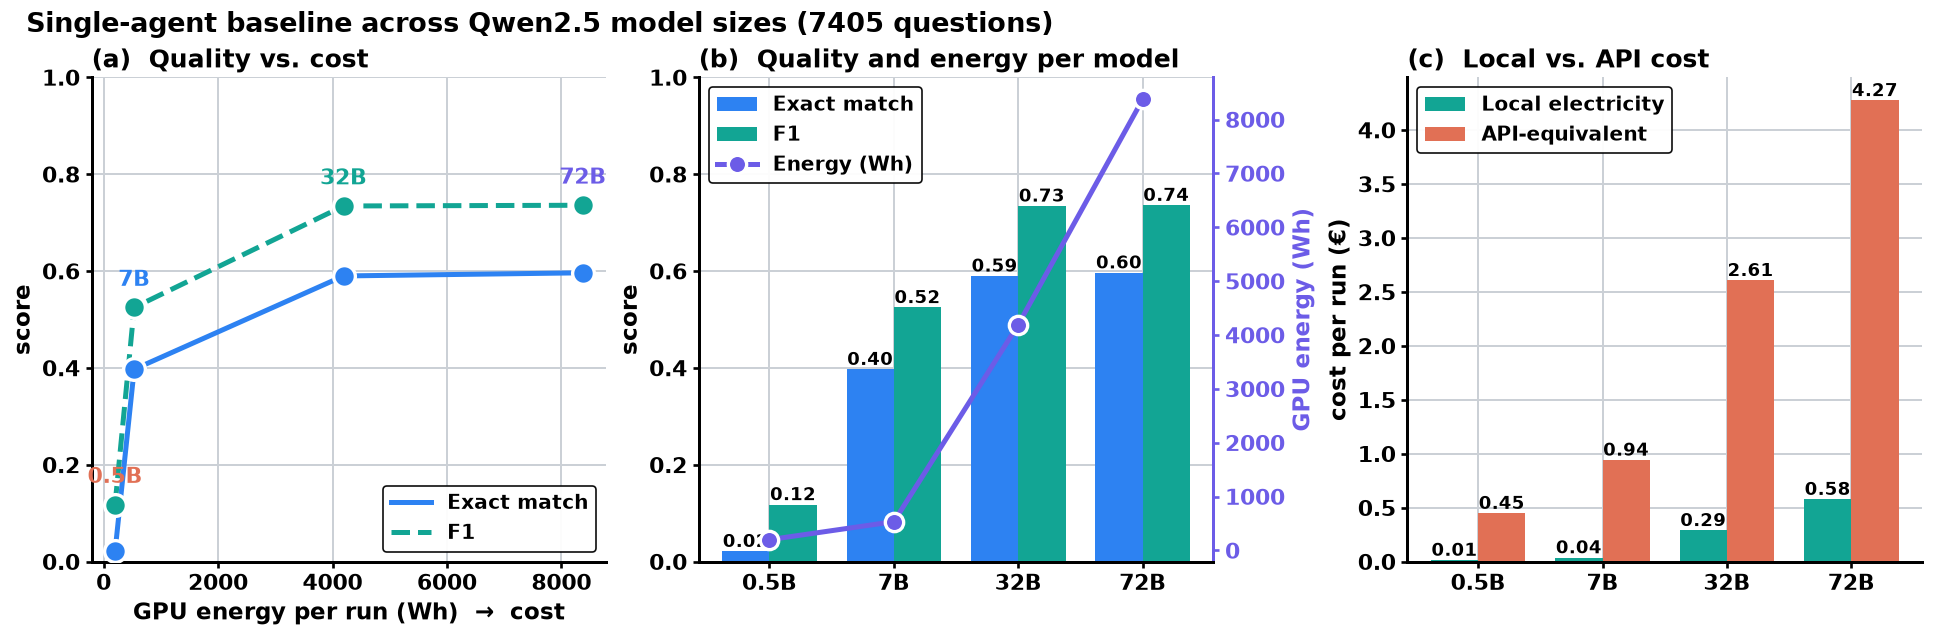 Single-agent baseline across Qwen2.5 model sizes (7405 questions)
(a)  Quality vs. cost
1.0
0.8
0.6
0.4
0.2
0.0
score
0.5B
7B
32B
72B
Exact match
F1
0
2000
4000
6000
8000
GPU energy per run (Wh) → cost
(b)  Quality and energy per model
1.0
0.8
0.6
0.4
0.2
0.0
score
Exact match
F1
Energy (Wh)
0.02
0.12
0.40
0.52
0.59
0.73
0.60
0.74
0.5B
7B
32B
72B
8000
7000
6000
5000
4000
3000
2000
1000
0
GPU energy (Wh)
(c)  Local vs. API cost
4.0
3.5
3.0
2.5
2.0
1.5
1.0
0.5
0.0
cost per run (€)
Local electricity
API-equivalent
0.01
0.45
0.04
0.94
0.29
2.61
0.58
4.27
0.5B
7B
32B
72B